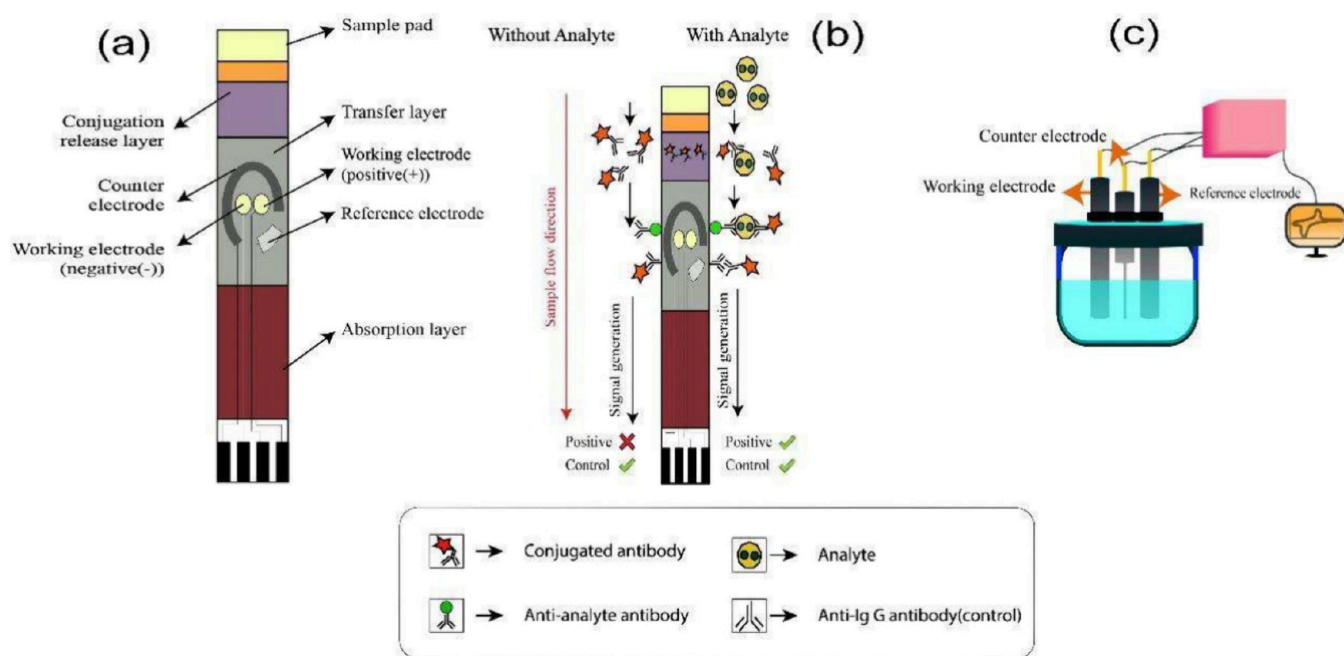 (a)
Sample pad
Conjugation
release layer
Transfer layer
Counter
electrode
Working electrode
(positive(+))
Reference electrode
Working electrode
(negative(-))
Absorption layer
Without Analyte
With Analyte
(b)
Sample flow direction
Signal generation
Signal generation
Positive
Control
Positive
Control
(c)
Counter electrode
Working electrode
Reference electrode
Conjugated antibody
Analyte
Anti-analyte antibody
Anti-Ig G antibody(control)